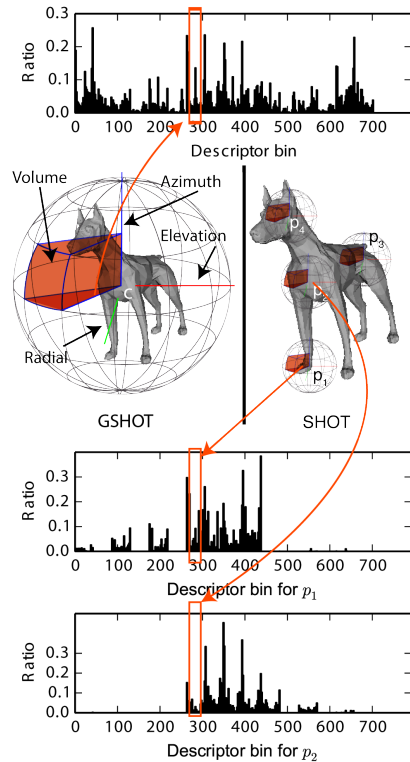 0.3
0.2
0.1
0.0
Ratio
0 100 200 300 400 500 600 700
Descriptor bin
Volume
Azimuth
Elevation
C
Radial
GSHOT
p4
p3
p1
SHOT
0.3
0.2
0.1
0.0
Ratio
0 100 200 300 400 500 600 700
Descriptor bin for p1
0.4
0.3
0.2
0.1
0.0
Ratio
0 100 200 300 400 500 600 700
Descriptor bin for p2